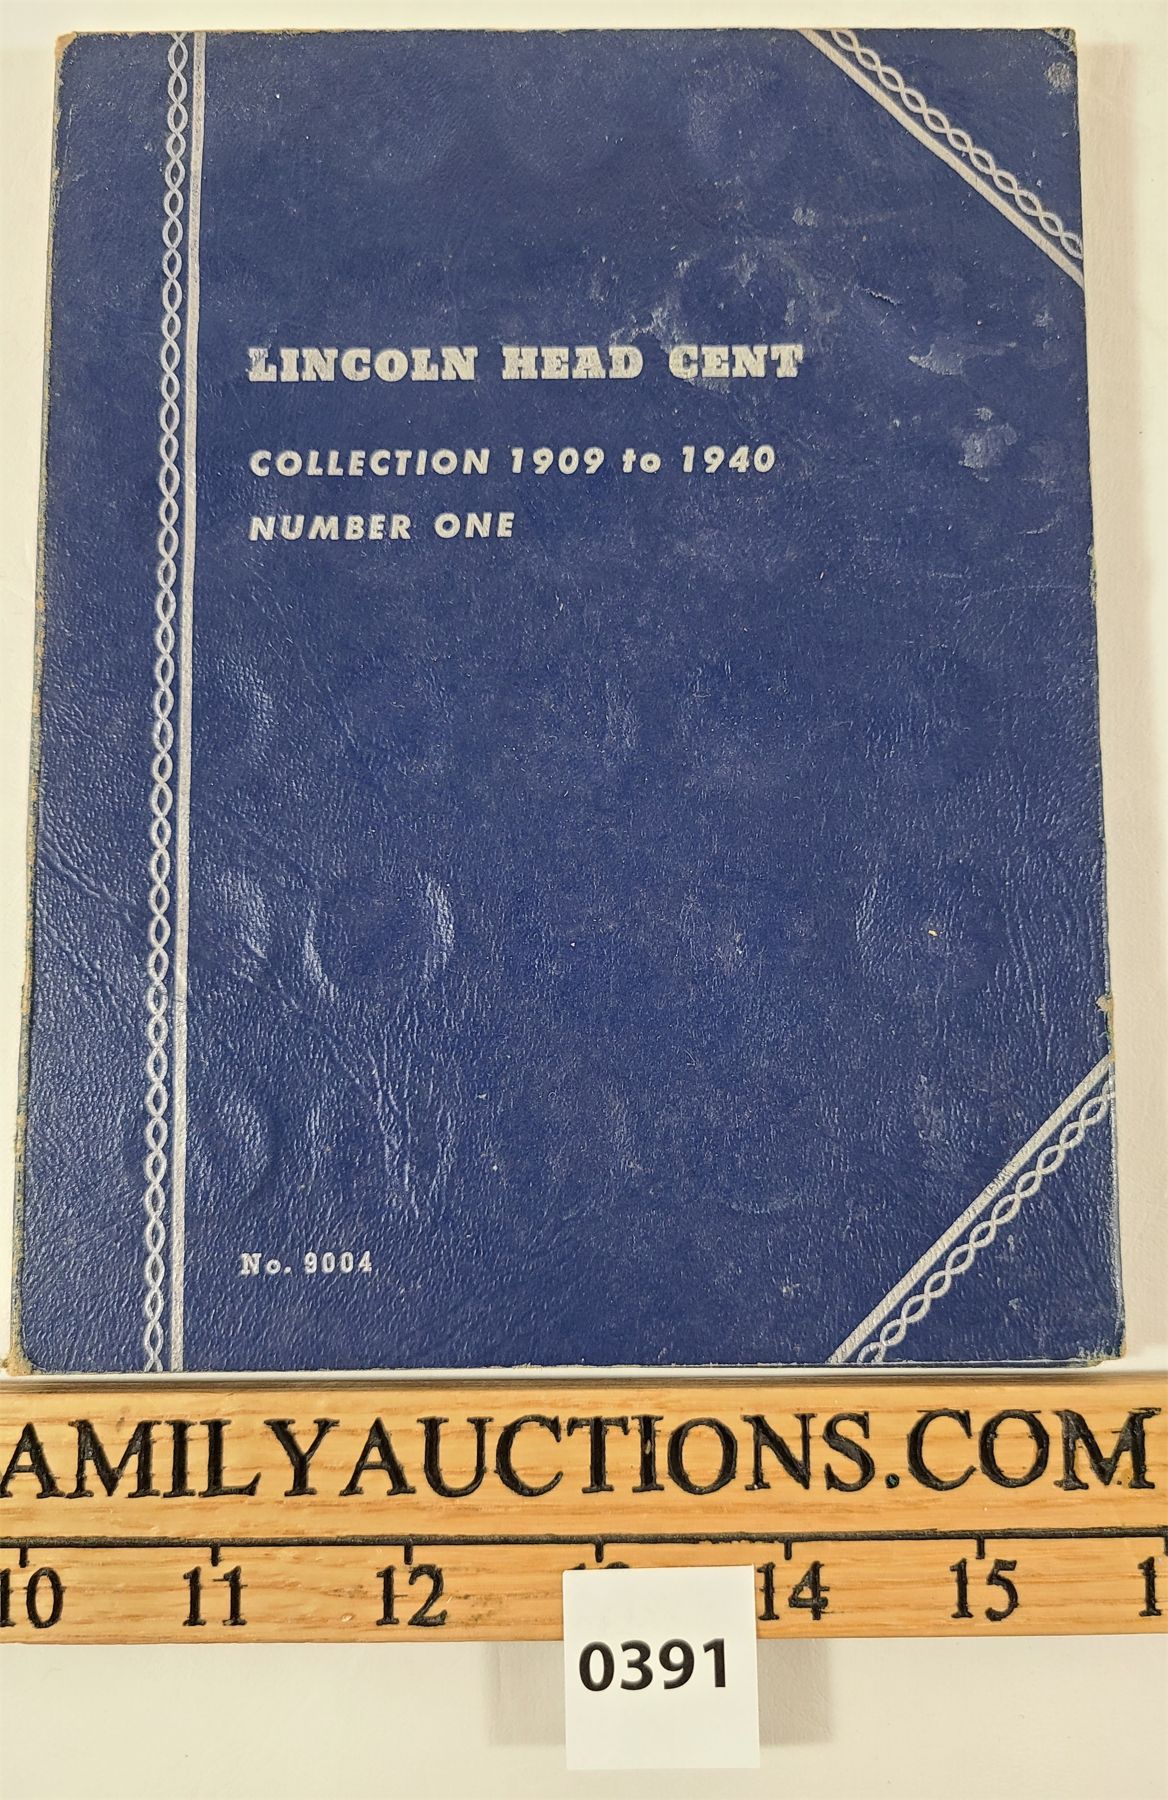 LINCOLN HEAD CENT
COLLECTION 1909 to 1940
NUMBER ONE
No. 9004
AMILYAUCTIONS.COM
10 11 12 14 15 1
0391